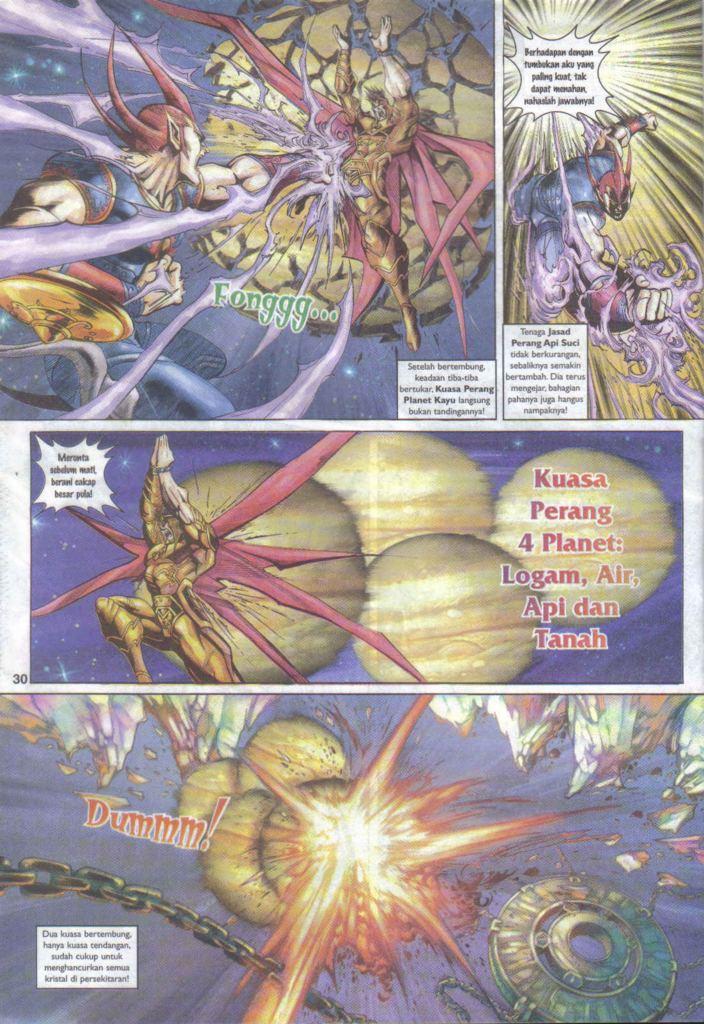 Fonggg...
Setelah bertembung,
keadaan tiba-tiba
bertukar, Kuasa Perang
Planet Kayu langsung
bukan tandingannya!
Berhadapan dengan
tumbukan aku yang
paling kuat, tak
dapat menahan,
nahaslah jawabnya!
Tenaga Jasad
Perang Api Suci
tidak berkurangan,
sebaliknya semakin
bertambah. Dia terus
mengejar, bahagian
pahanya juga hangus
nampaknya!
Meronta
sebelum mati,
berani cakap
besar pula!
Kuasa
Perang
4 Planet:
Logam, Air,
Api dan
Tanah
30
Dummm!
Dua kuasa bertembung,
hanya kuasa tendangan,
sudah cukup untuk
menghancurkan semua
kristal di persekitaran!